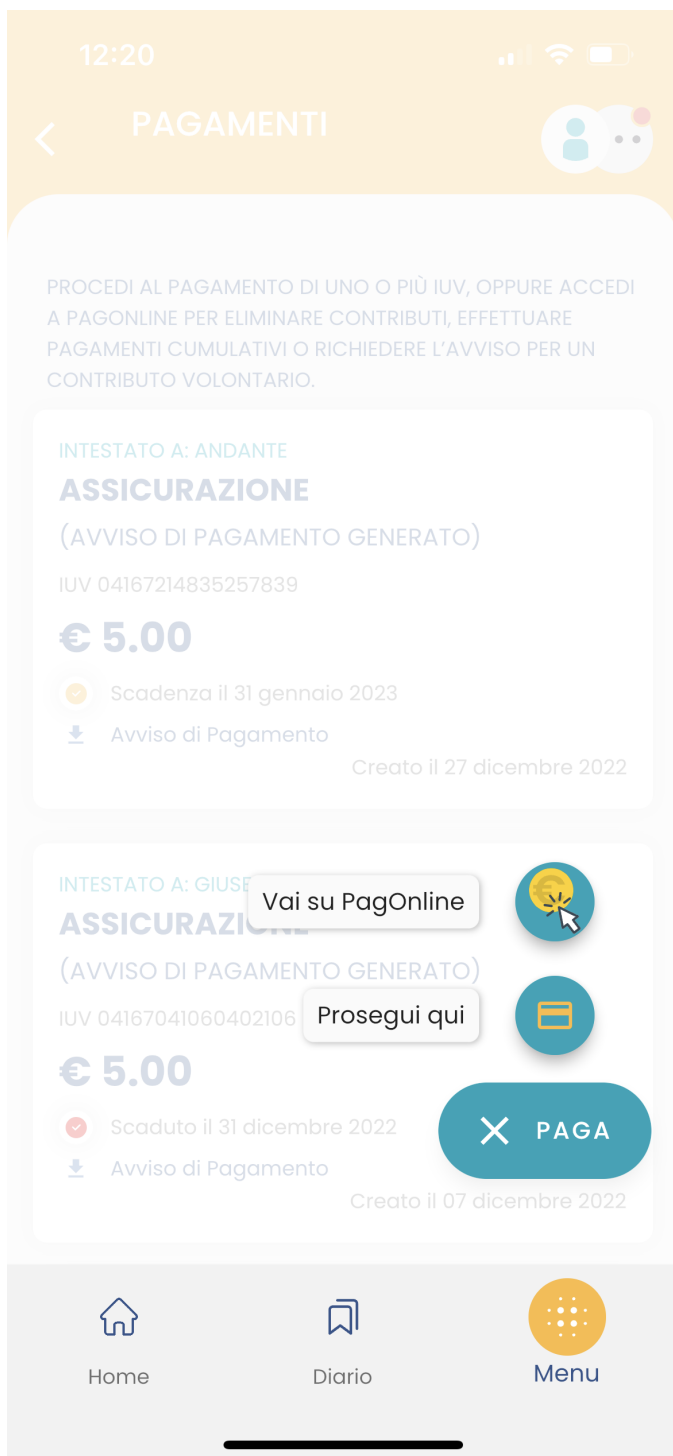 12:20
PAGAMENTI
PROCEDI AL PAGAMENTO DI UNO O PIÙ IUV, OPPURE ACCEDI
A PAGONLINE PER ELIMINARE CONTRIBUTI, EFFETTUARE
PAGAMENTI CUMULATIVI O RICHIEDERE L'AVVISO PER UN
CONTRIBUTO VOLONTARIO.
INTESTATO A: ANDANTE
ASSICURAZIONE
(AVVISO DI PAGAMENTO GENERATO)
IUV 04167214835257839
€ 5.00
Scadenza il 31 gennaio 2023
Avviso di Pagamento
Creato il 27 dicembre 2022
INTESTATO A: GIUSE
Vai su PagOnline
ASSICURAZIONE
(AVVISO DI PAGAMENTO GENERATO)
IUV 04167041060402106
Prosegui qui
€ 5.00
Scaduto il 31 dicembre 2022
PAGA
Avviso di Pagamento
Creato il 07 dicembre 2022
Home
Diario
Menu